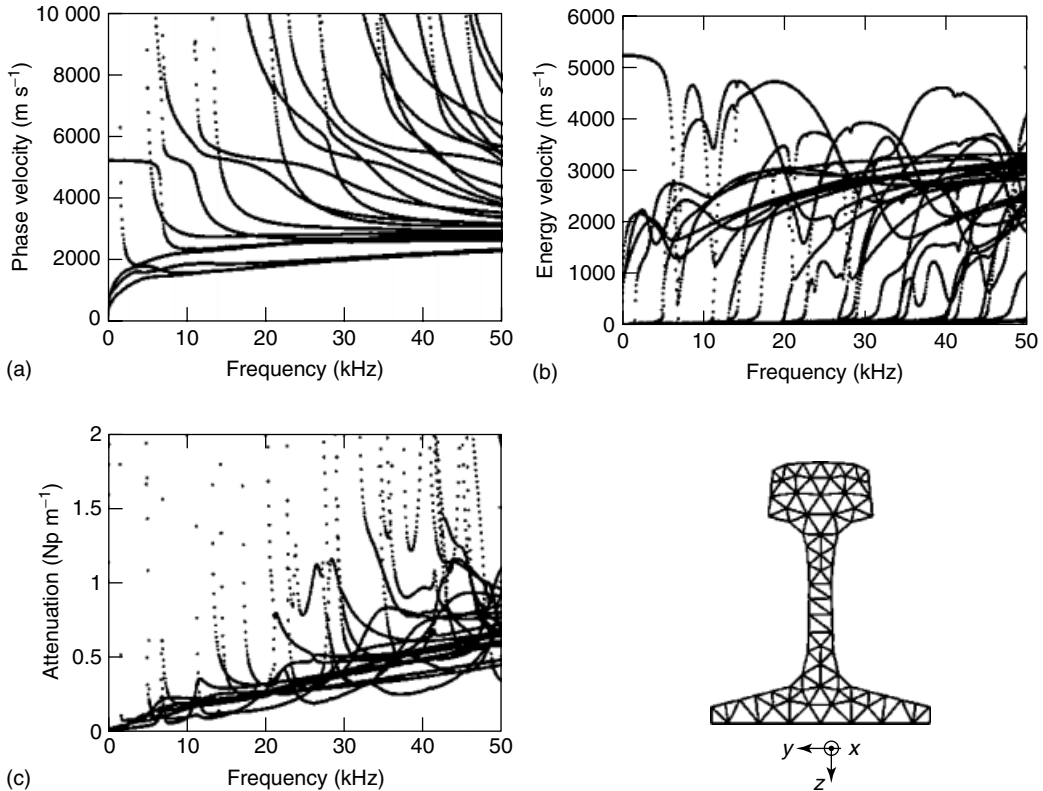 10 000
8000
6000
4000
2000
0
Phase velocity (m s⁻¹)
0 10 20 30 40 50
Frequency (kHz)
(a)
6000
5000
4000
3000
2000
1000
0
Energy velocity (m s⁻¹)
0 10 20 30 40 50
Frequency (kHz)
(b)
2
1.5
1
0.5
0
Attenuation (Np m⁻¹)
0 10 20 30 40 50
Frequency (kHz)
(c)
y x
z